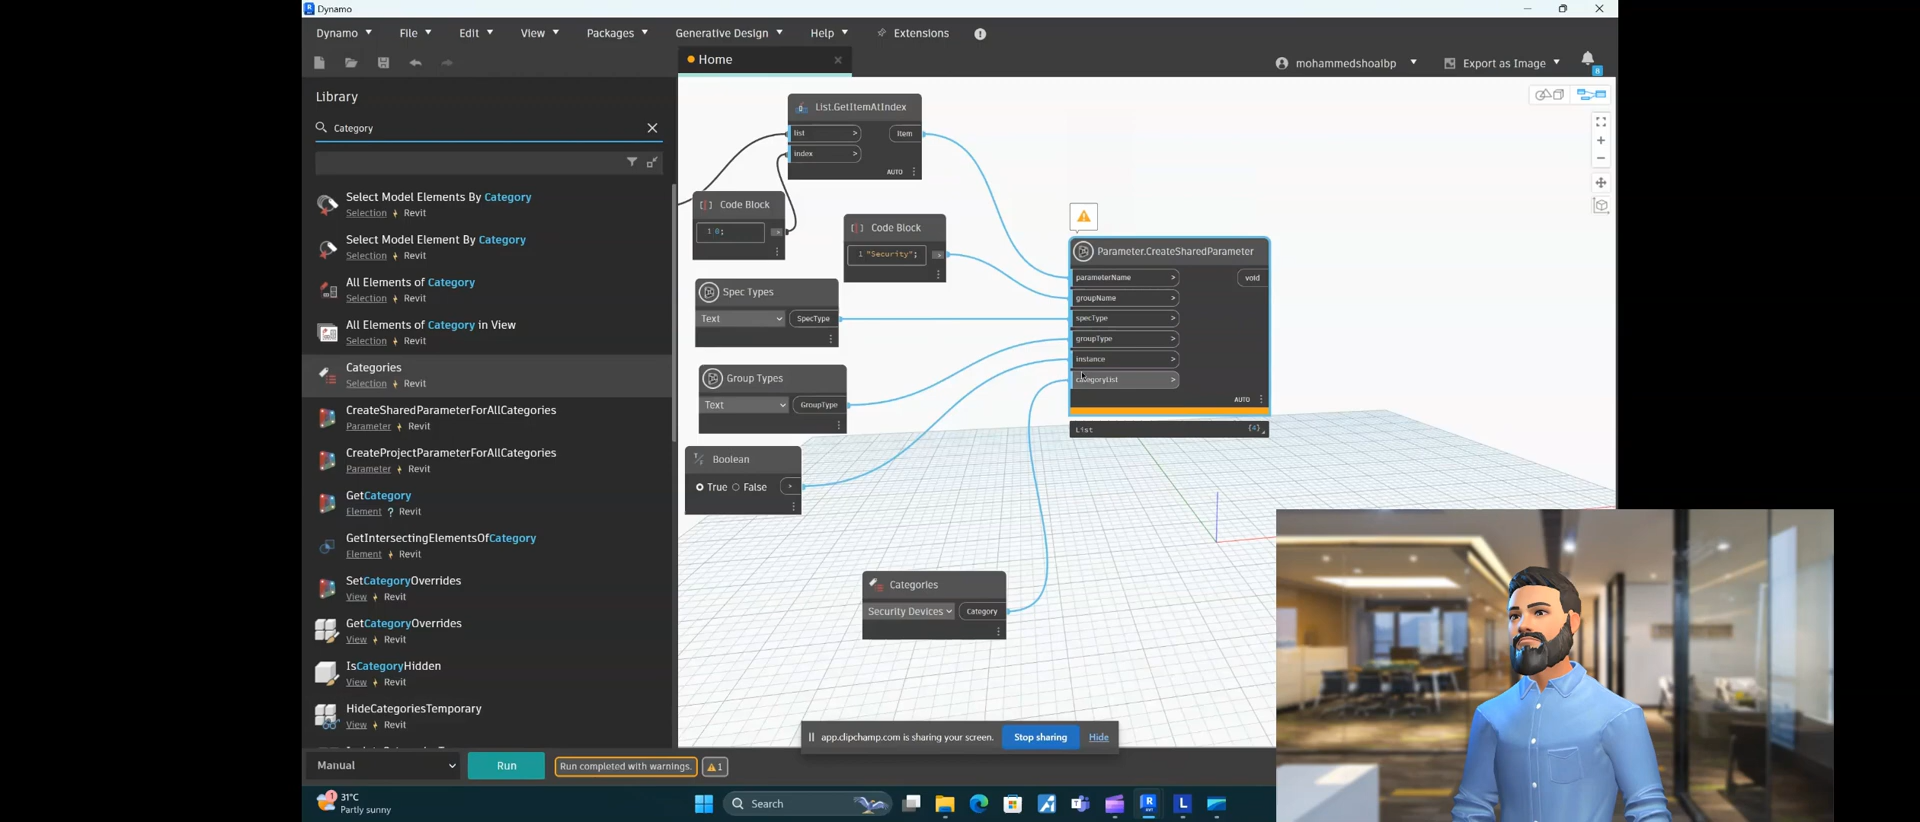 Dynamo
Dynamo File Edit View Packages Generative Design Help Extensions
Home
mohammedshoaibp
Export as Image
8
Library
Category
Select Model Elements By Category
Selection Revit
Select Model Element By Category
Selection Revit
All Elements of Category
Selection Revit
All Elements of Category in View
Selection Revit
Categories
Selection Revit
CreateSharedParameterForAllCategories
Parameter Revit
CreateProjectParameterForAllCategories
Parameter Revit
GetCategory
Element ? Revit
GetIntersectingElementsOfCategory
Element Revit
SetCategoryOverrides
View Revit
GetCategoryOverrides
View Revit
IsCategoryHidden
View Revit
HideCategoriesTemporary
View Revit
List.GetItemAtIndex
list > Item
index >
AUTO
Code Block
1 0; >
Code Block
1 "Security"; >
Spec Types
Text SpecType
Group Types
Text GroupType
Boolean
True False >
Categories
Security Devices Category
Parameter.CreateSharedParameter
parameterName > void
groupName >
specType >
groupType >
instance >
categoryList >
AUTO
List {4}
app.clipchamp.com is sharing your screen. Stop sharing Hide
Manual Run Run completed with warnings. 1
1 31°C
Partly sunny
Search